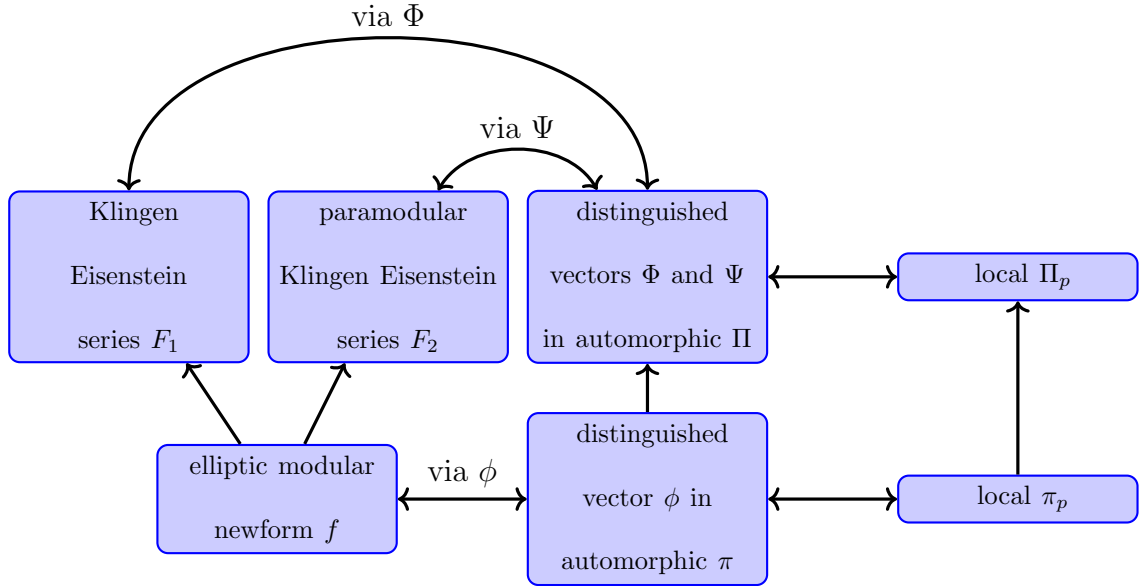 via Φ
via Ψ
Klingen
Eisenstein
series F₁
paramodular
Klingen Eisenstein
series F₂
distinguished
vectors Φ and Ψ
in automorphic Π
local Πₚ
elliptic modular
newform f
via ϕ
distinguished
vector ϕ in
automorphic π
local πₚ